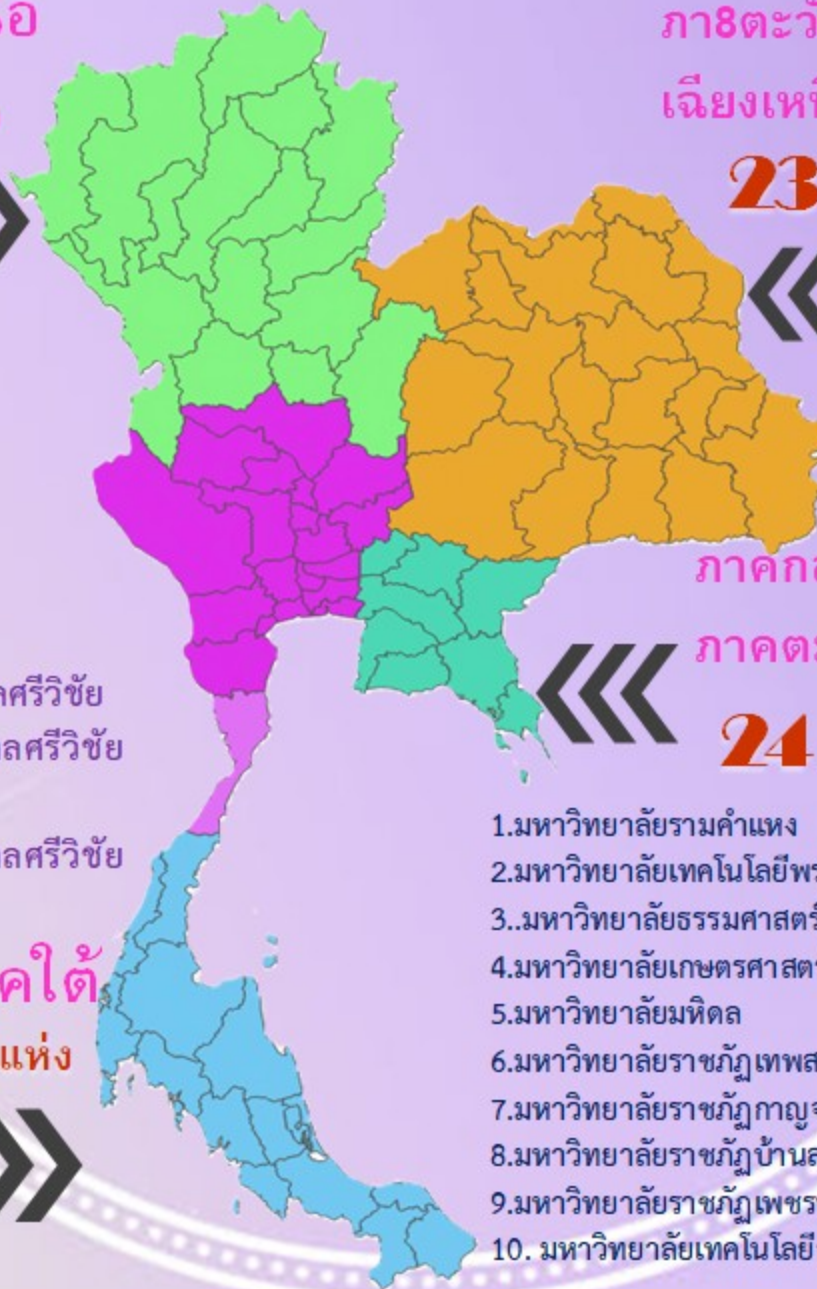 ภา8ตะวั
เฉียงเหนื
23
ภาคกล
ภาคตะ
24
ลศรีวิชัย
ลศรีวิชัย
ลศรีวิชัย
คใต้
แห่ง
1.มหาวิทยาลัยรามคำแหง
2.มหาวิทยาลัยเทคโนโลยีพร
3..มหาวิทยาลัยธรรมศาสตร์
4.มหาวิทยาลัยเกษตรศาสตร
5.มหาวิทยาลัยมหิดล
6.มหาวิทยาลัยราชภัฏเทพส
7.มหาวิทยาลัยราชภัฏกาญจ
8.มหาวิทยาลัยราชภัฏบ้านส
9.มหาวิทยาลัยราชภัฏเพชร
10. มหาวิทยาลัยเทคโนโลยี